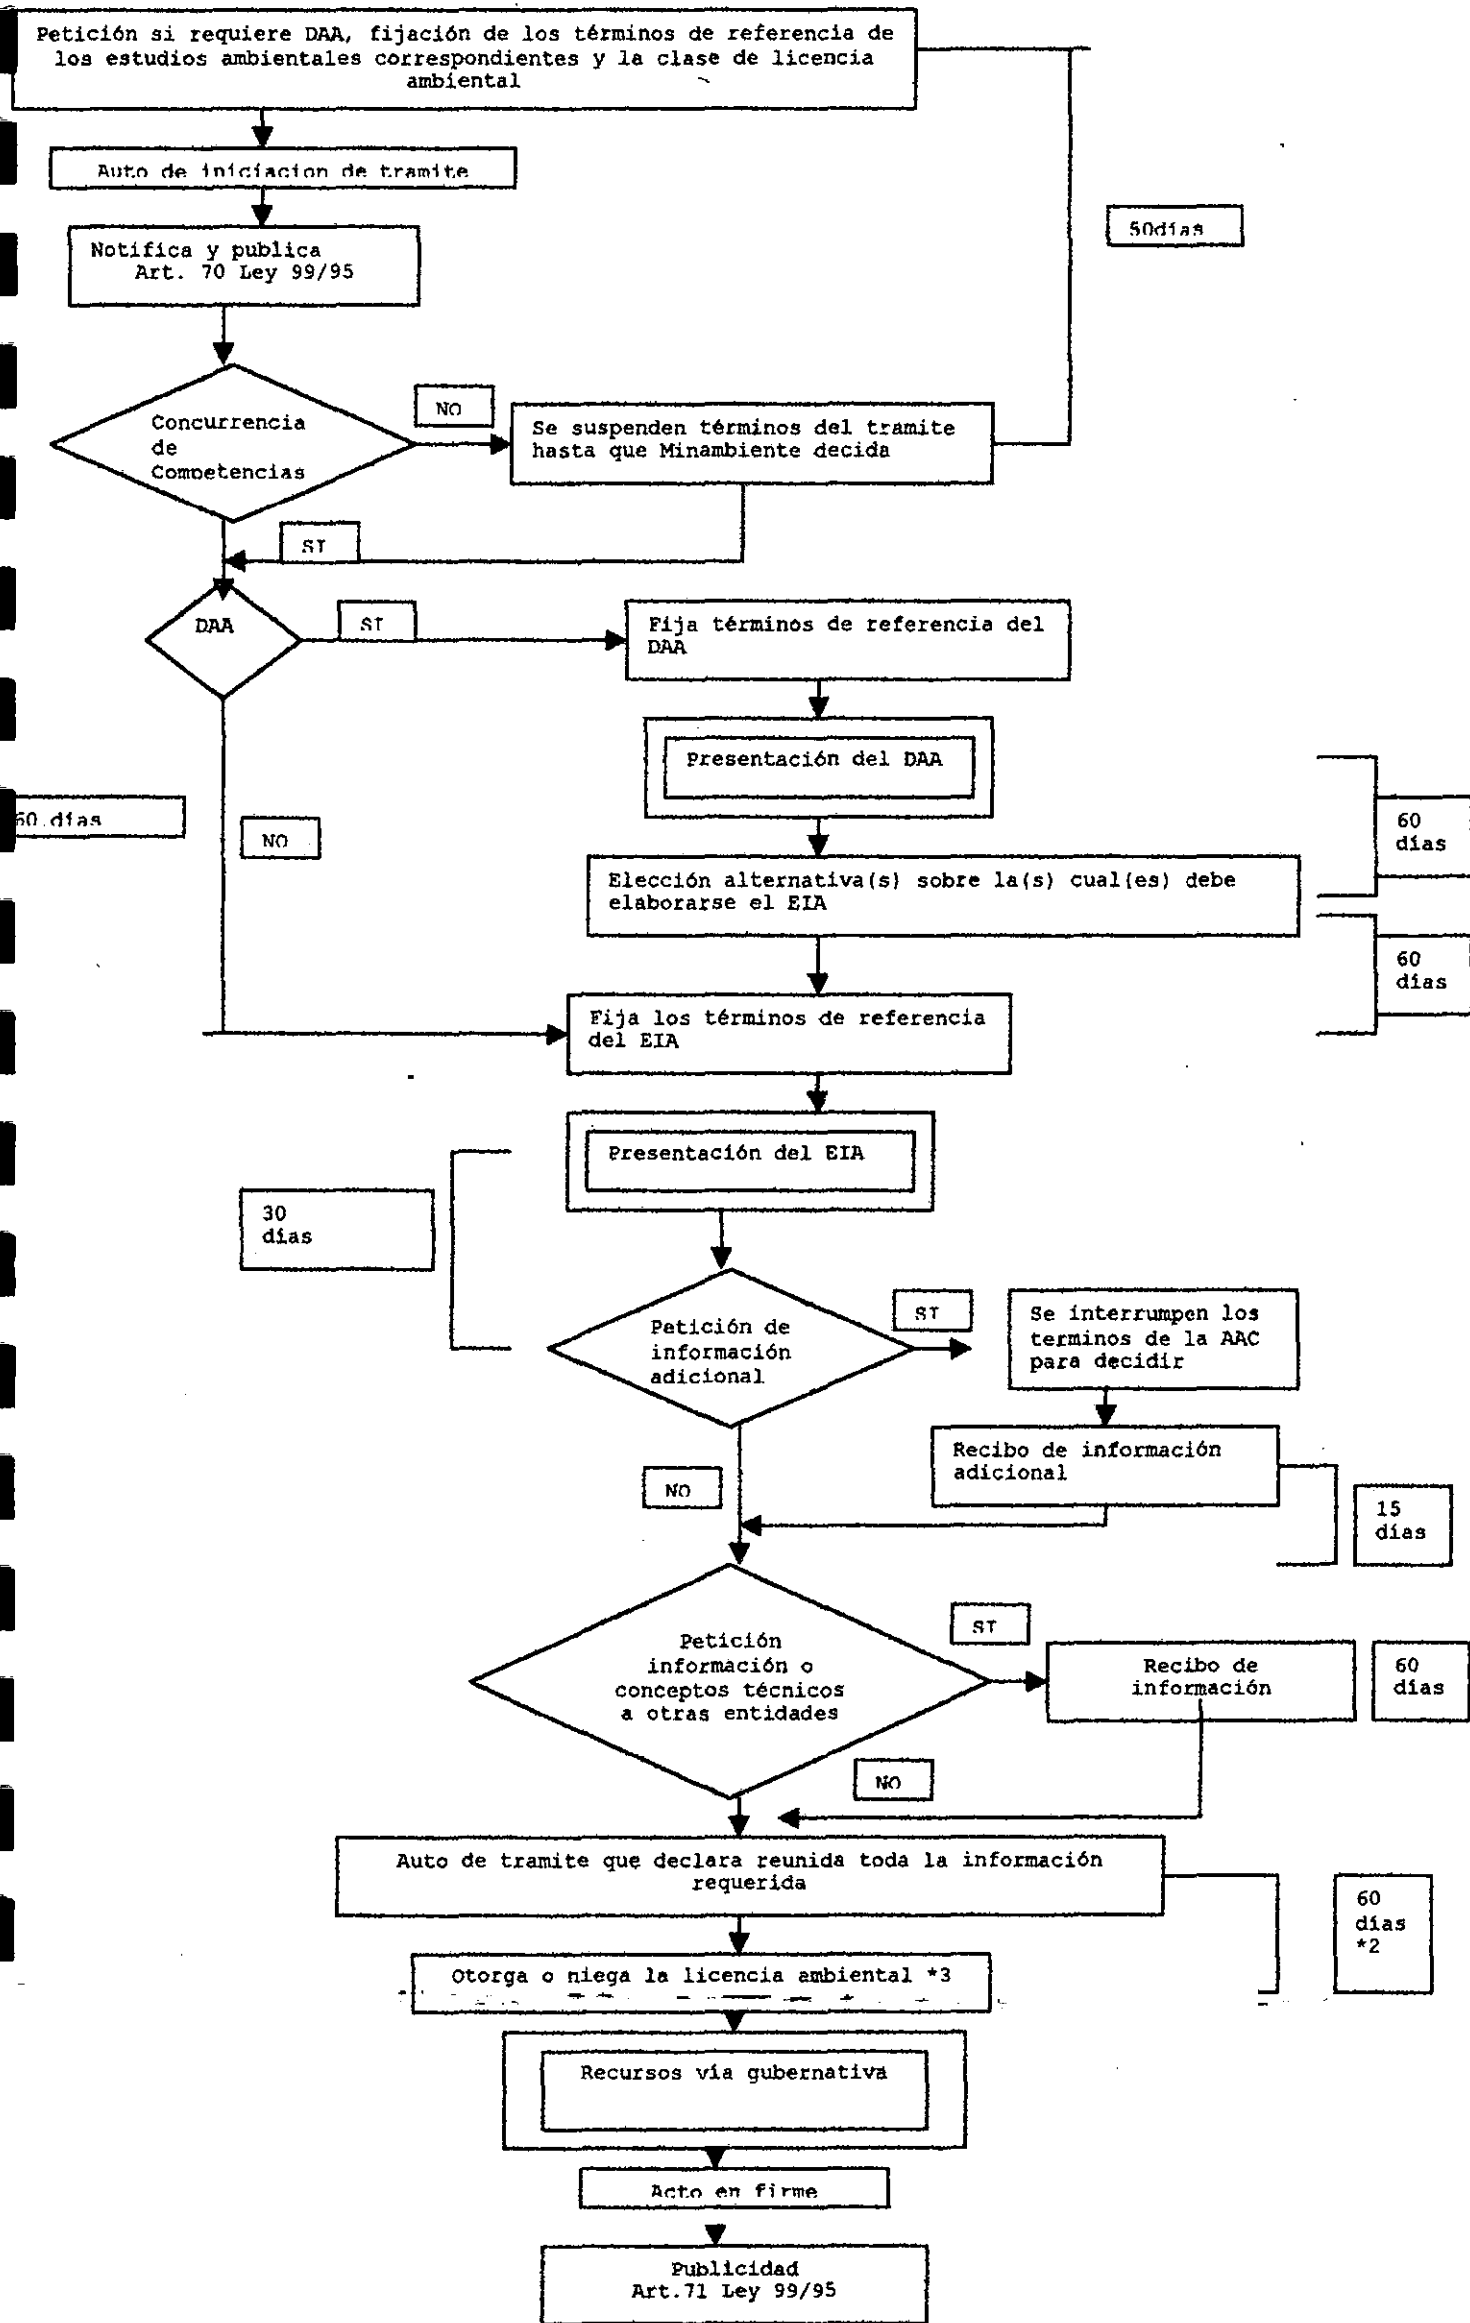 Petición si requiere DAA, fijación de los términos de referencia de
los estudios ambientales correspondientes y la clase de licencia
ambiental
Auto de iniciacion de tramite
50días
Notifica y publica
Art. 70 Ley 99/95
NO
Concurrencia
de
Competencias
Se suspenden términos del tramite
hasta que Minambiente decida
SI
DAA
SI
Fija términos de referencia del
DAA
Presentación del DAA
60 días
NO
60
días
Elección alternativa(s) sobre la(s) cual(es) debe
elaborarse el EIA
60
días
Fija los términos de referencia
del EIA
Presentación del EIA
30
días
Petición de
información
adicional
SI
Se interrumpen los
terminos de la AAC
para decidir
Recibo de información
adicional
NO
15
días
Petición
información o
conceptos técnicos
a otras entidades
SI
Recibo de
información
60
días
NO
Auto de tramite que declara reunida toda la información
requerida
60
días
*2
Otorga o niega la licencia ambiental *3
Recursos vía gubernativa
Acto en firme
Publicidad
Art.71 Ley 99/95